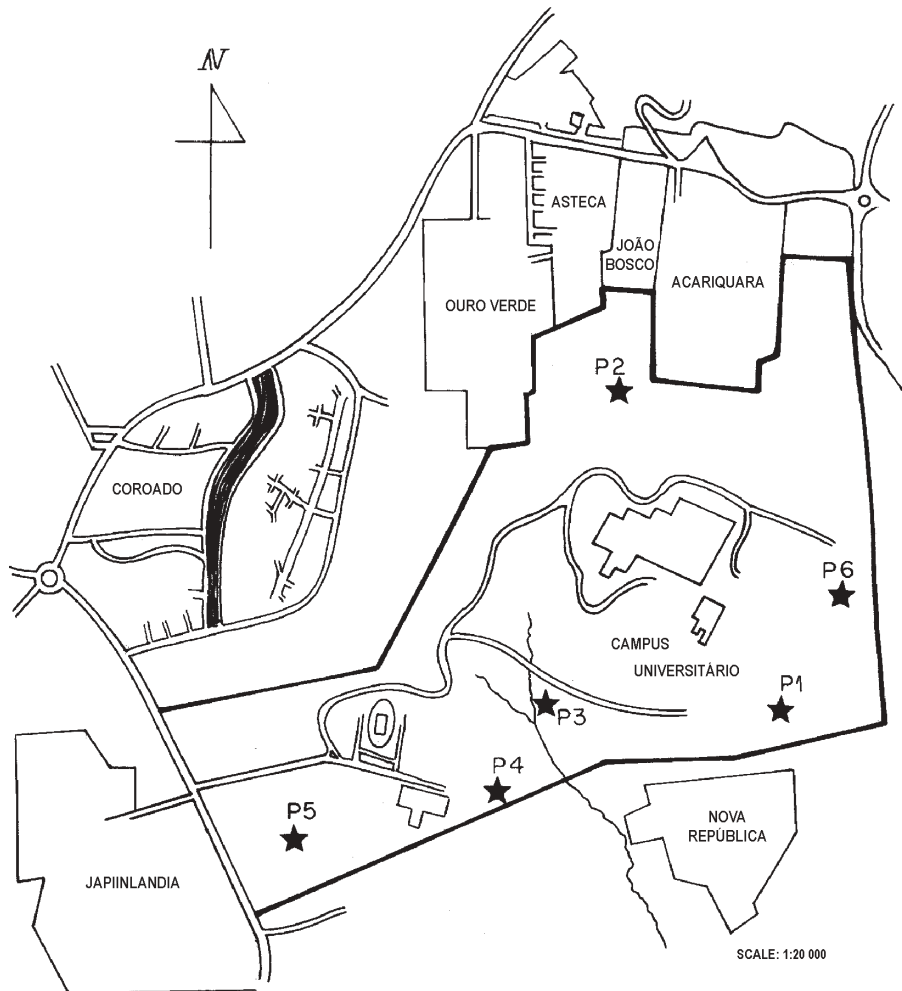 N
ASTECA
JOÃO
BOSCO
ACARIQUARA
OURO VERDE
P2
COROADO
P6
CAMPUS
UNIVERSITÁRIO
P1
P3
P4
P5
NOVA
REPÚBLICA
JAPIINLANDIA
SCALE: 1:20 000